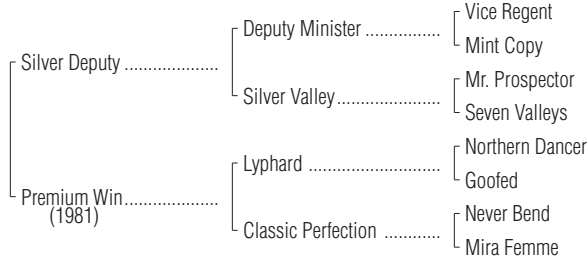 Vice Regent
Deputy Minister ..................
Mint Copy
Silver Deputy ......................
Mr. Prospector
Silver Valley.........................
Seven Valleys
Northern Dancer
Lyphard ...............................
Goofed
Premium Win......................
(1981)
Never Bend
Classic Perfection .............
Mira Femme